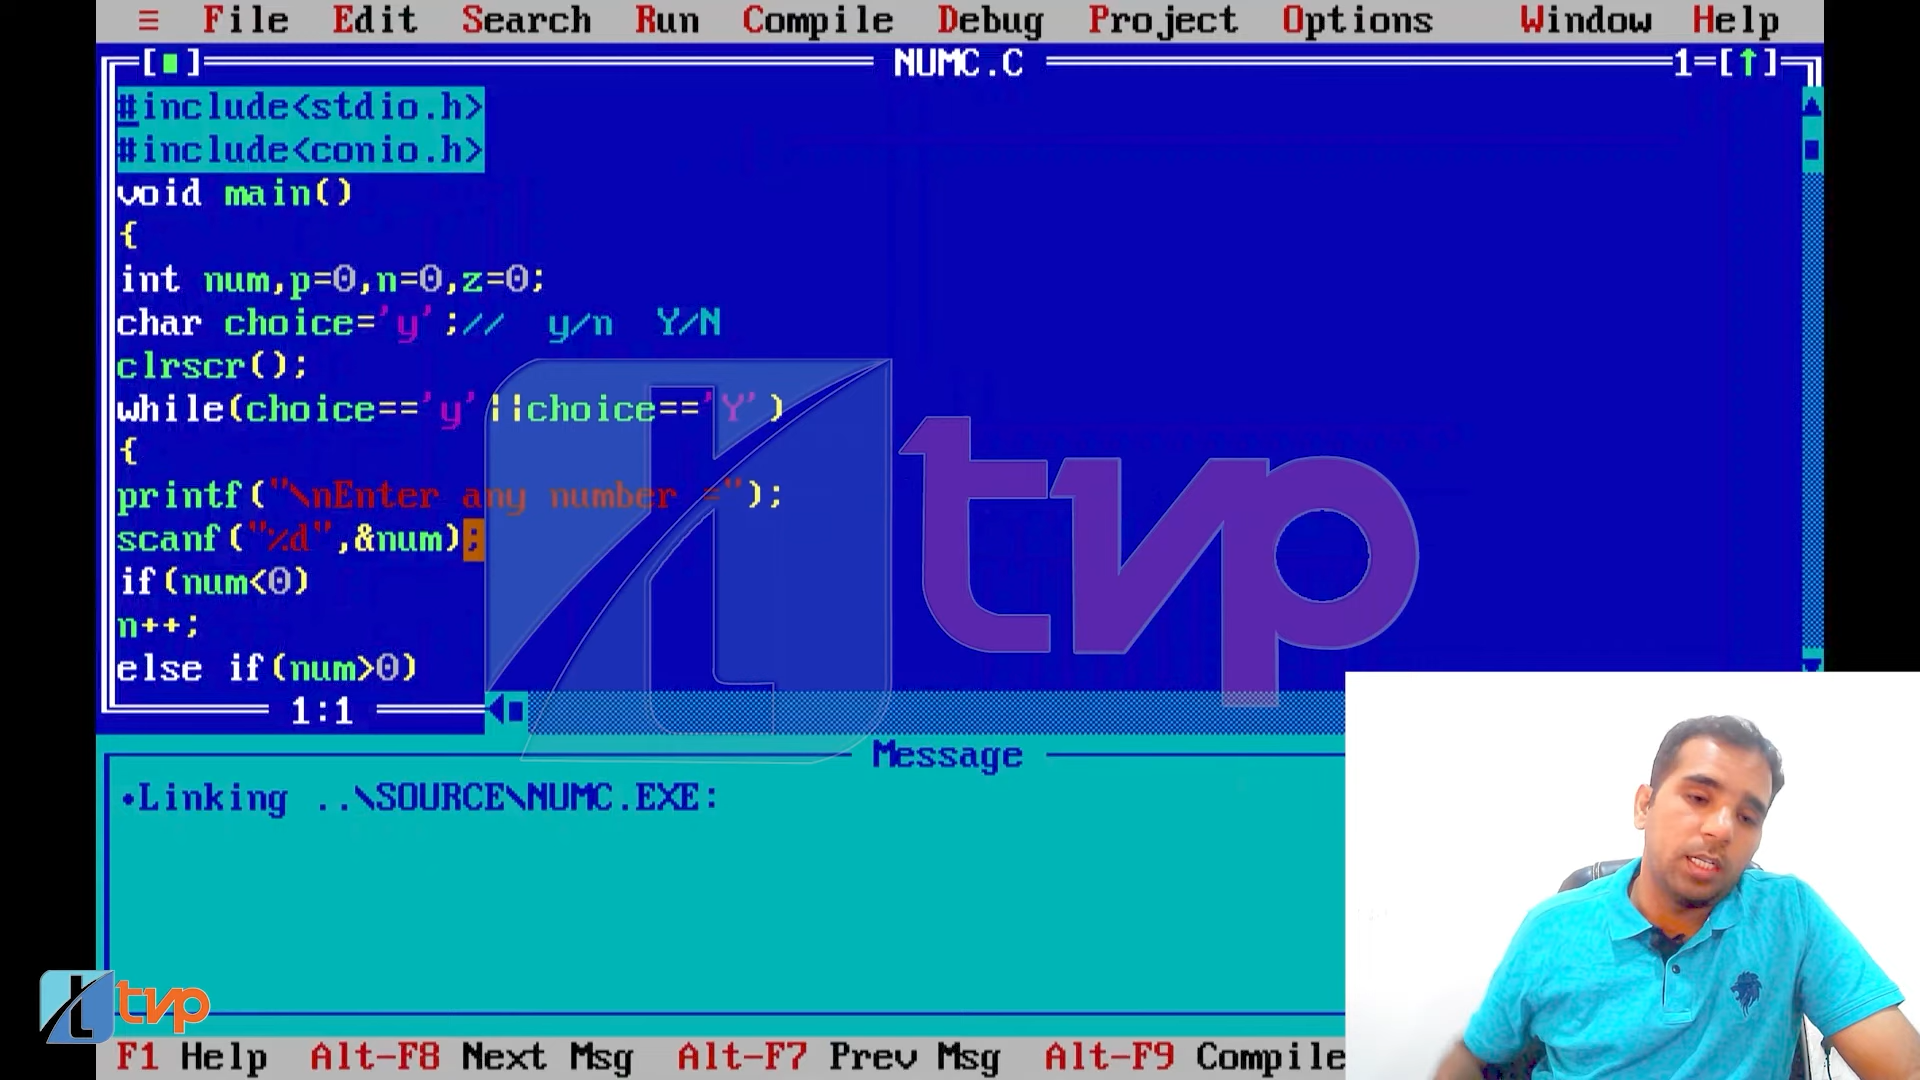 ≡ File Edit Search Run Compile Debug Project Options Window Help
[■] NUMC.C 1=[↑]
#include<stdio.h>
#include<conio.h>
void main()
{
int num,p=0,n=0,z=0;
char choice='y';//  y/n  Y/N
clrscr();
while(choice=='y'||choice=='Y')
{
printf("\nEnter any number =");
scanf("%d",&num);
if(num<0)
n++;
else if(num>0)
1:1
tvp
Message
•Linking ..\SOURCE\NUMC.EXE:
tvp
F1 Help Alt-F8 Next Msg Alt-F7 Prev Msg Alt-F9 Compile